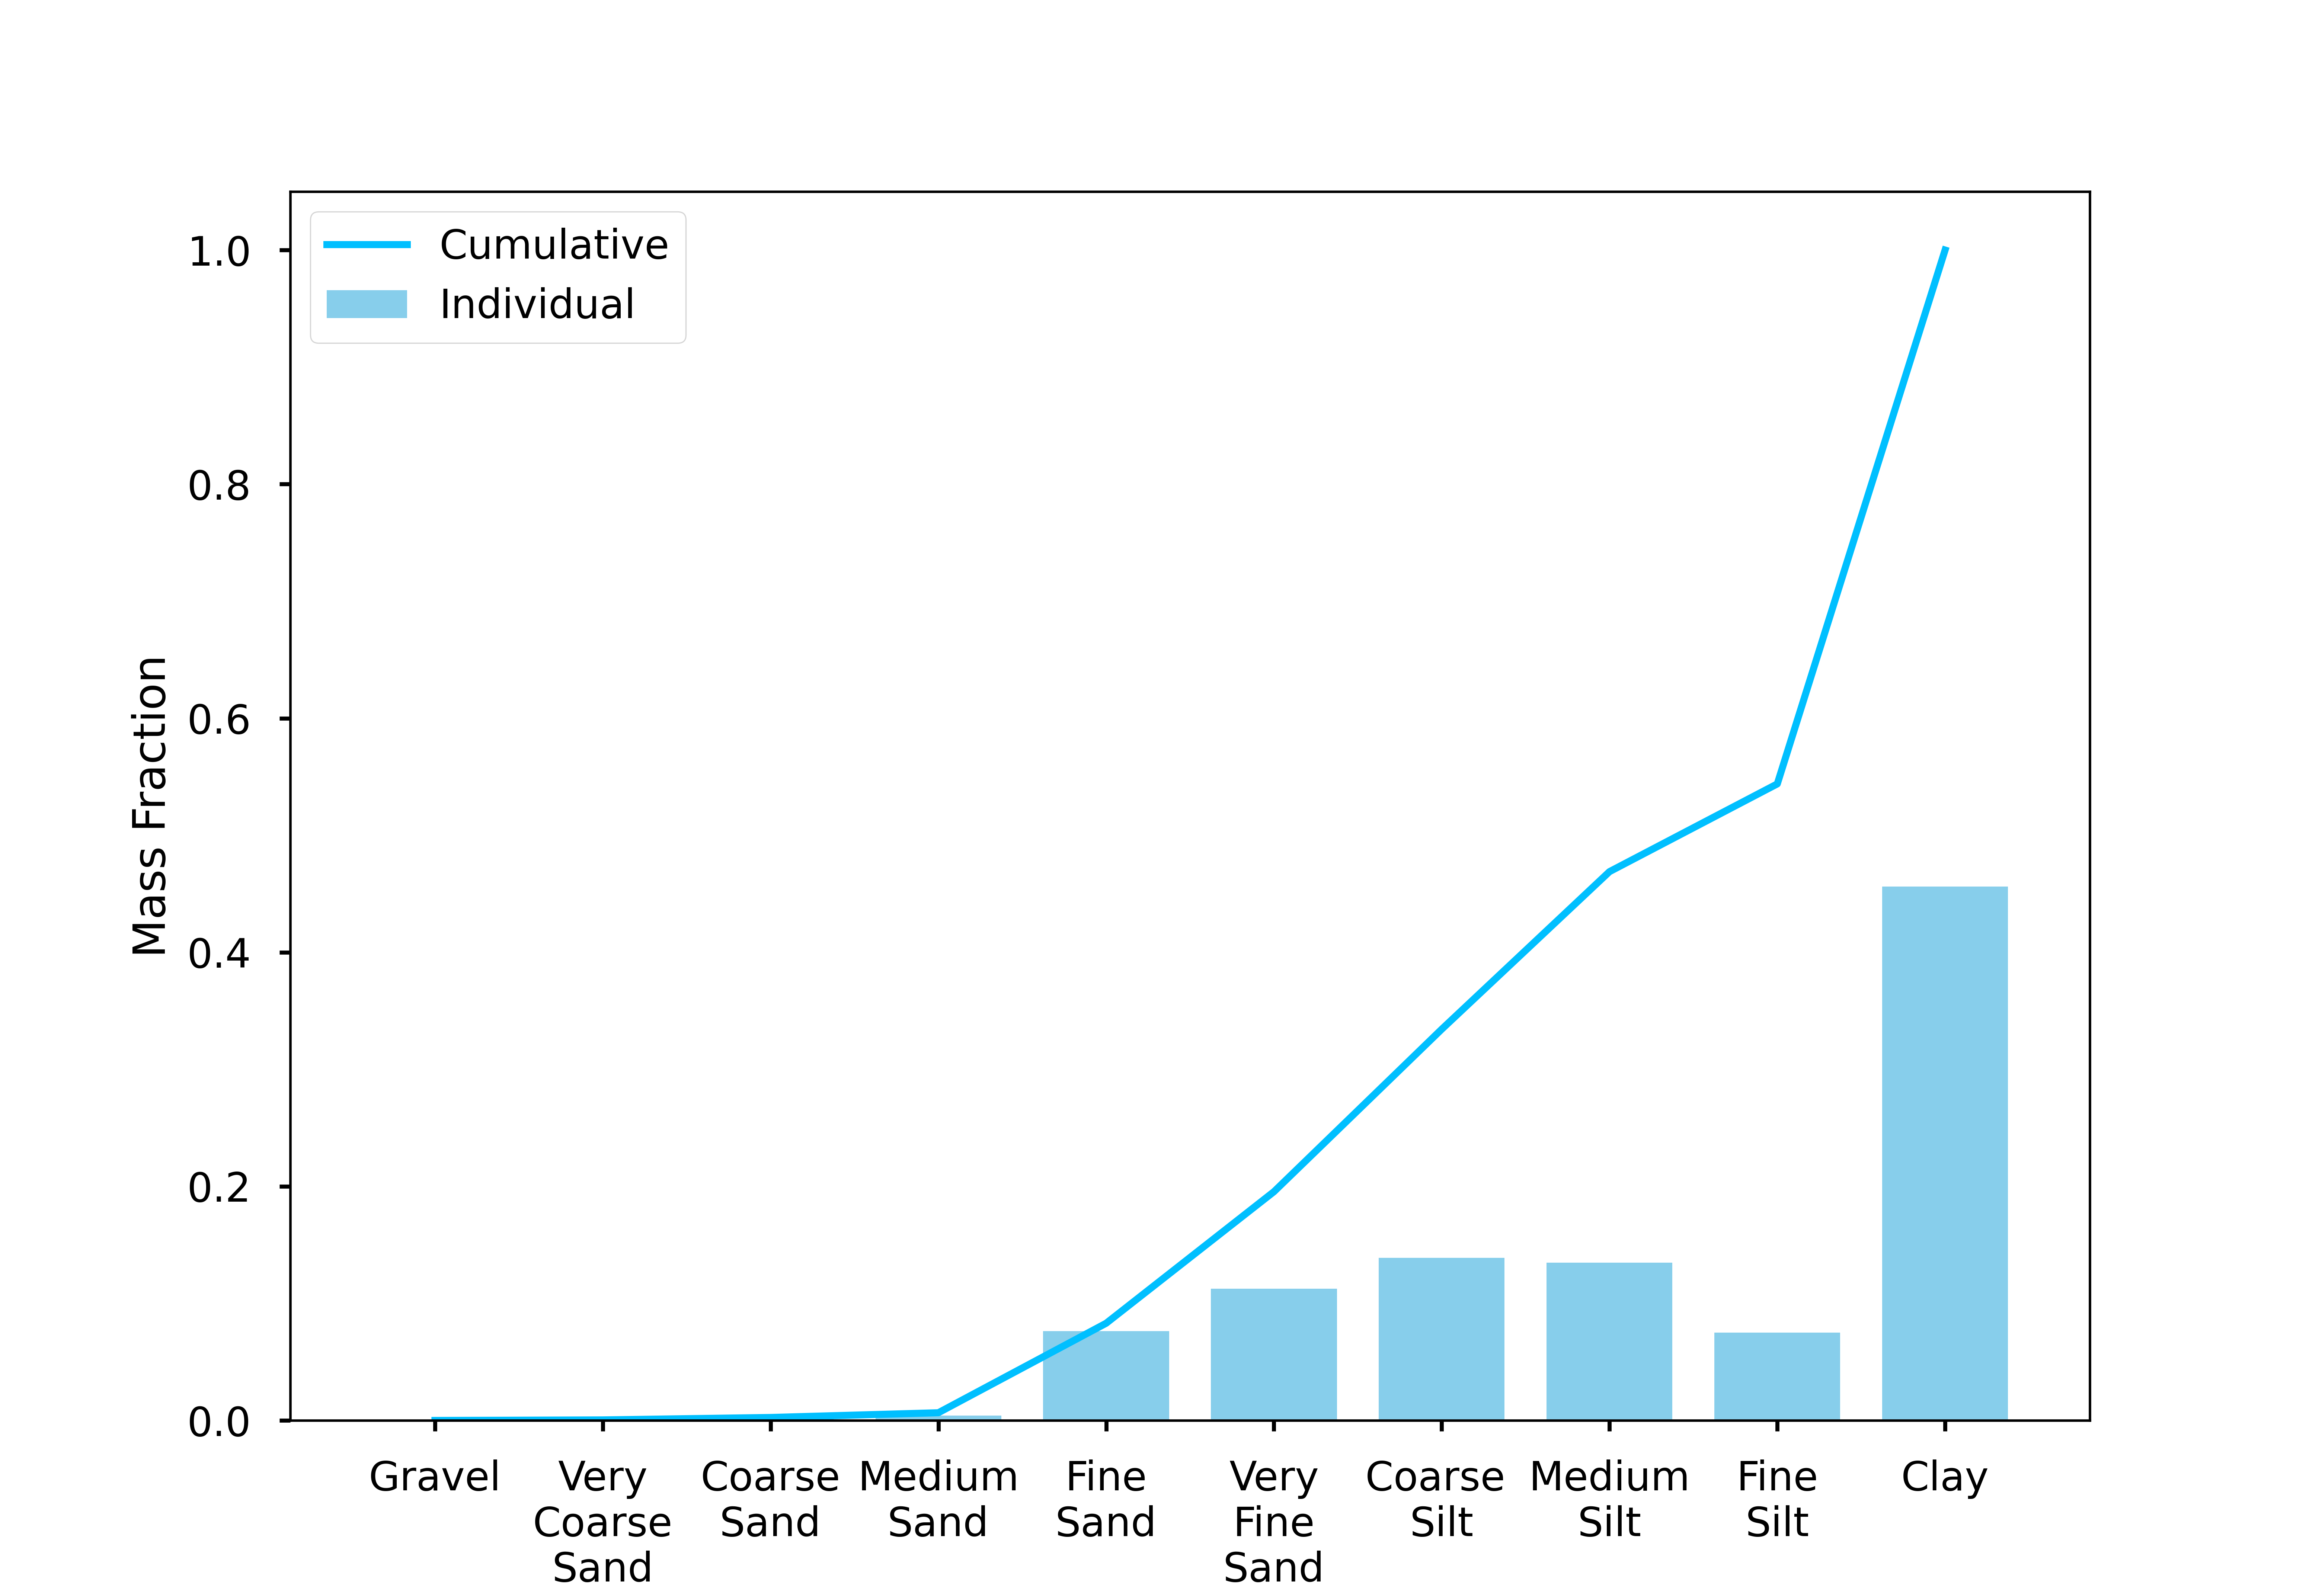 Cumulative
Individual
Mass Fraction
1.0
0.8
0.6
0.4
0.2
0.0
Gravel
Very
Coarse
Sand
Coarse
Sand
Medium
Sand
Fine
Sand
Very
Fine
Sand
Coarse
Silt
Medium
Silt
Fine
Silt
Clay